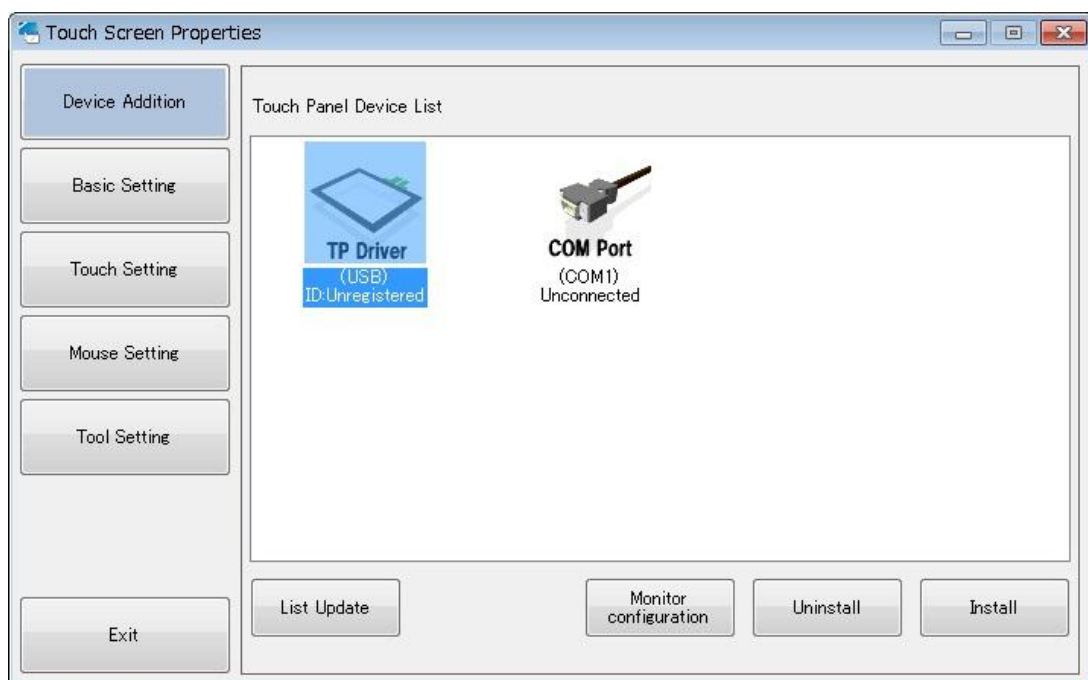 Touch Screen Properties
Device Addition
Basic Setting
Touch Setting
Mouse Setting
Tool Setting
Exit
Touch Panel Device List
TP Driver
(USB)
ID:Unregistered
COM Port
(COM1)
Unconnected
List Update
Monitor
configuration
Uninstall
Install